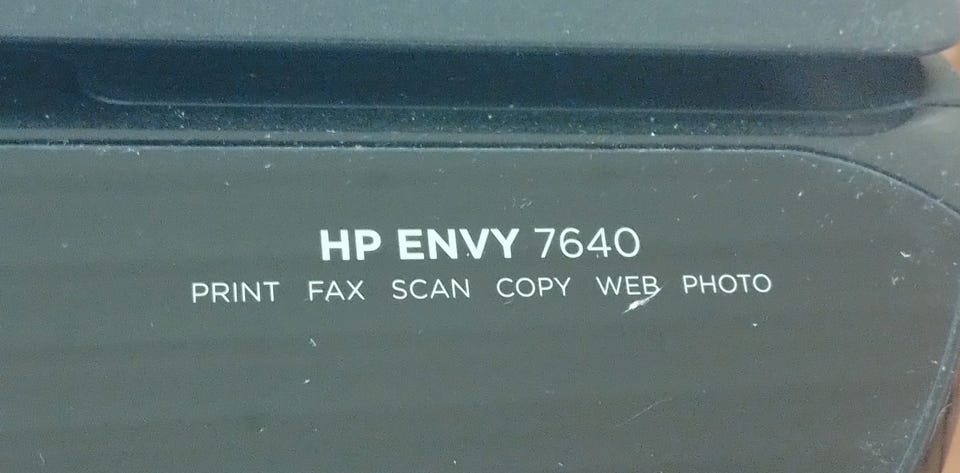 HP ENVY 7640
PRINT FAX SCAN COPY WEB PHOTO